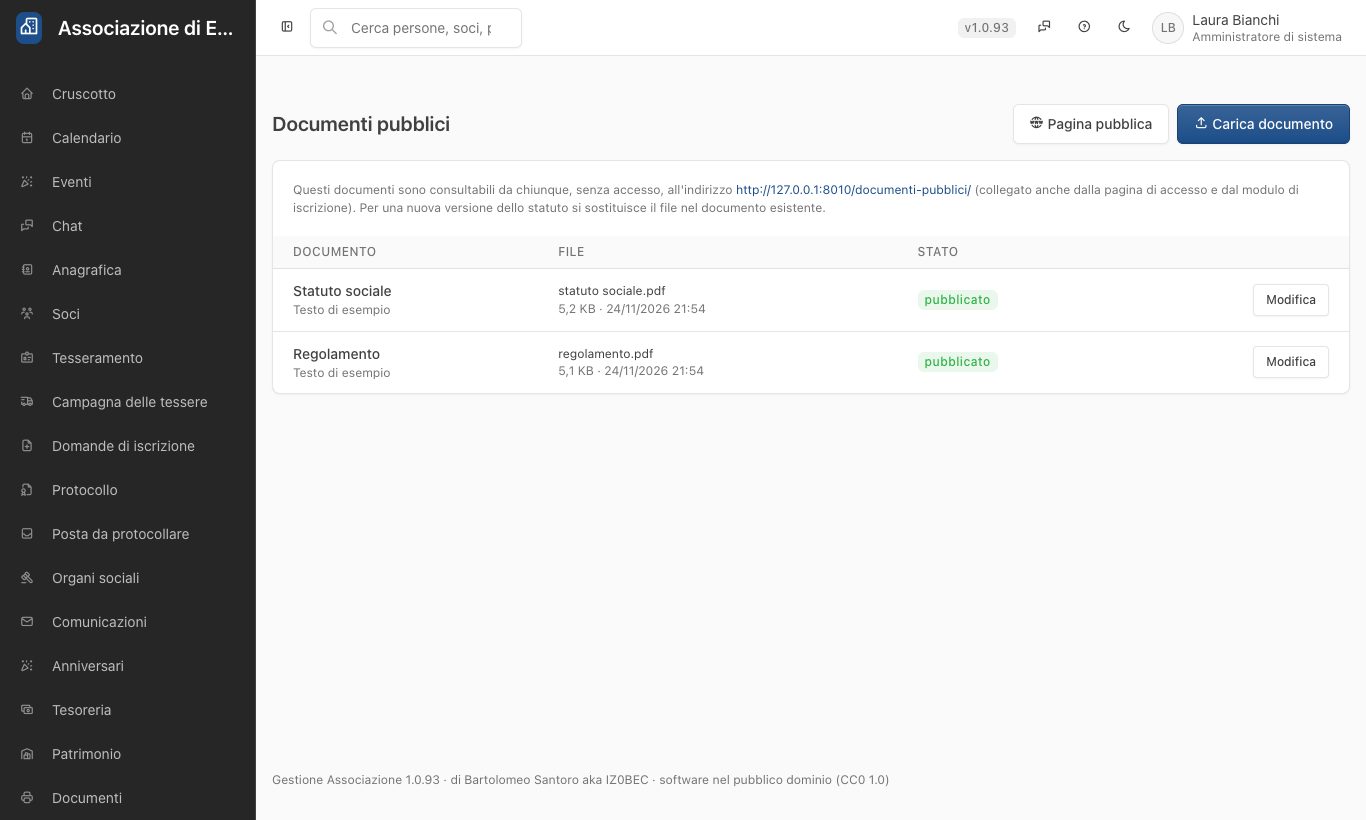 Associazione di E...
Cerca persone, soci, p
v1.0.93
LB
Laura Bianchi
Amministratore di sistema
Cruscotto
Calendario
Eventi
Chat
Anagrafica
Soci
Tesseramento
Campagna delle tessere
Domande di iscrizione
Protocollo
Posta da protocollare
Organi sociali
Comunicazioni
Anniversari
Tesoreria
Patrimonio
Documenti
Documenti pubblici
Pagina pubblica
Carica documento
Questi documenti sono consultabili da chiunque, senza accesso, all'indirizzo http://127.0.0.1:8010/documenti-pubblici/ (collegato anche dalla pagina di accesso e dal modulo di
iscrizione). Per una nuova versione dello statuto si sostituisce il file nel documento esistente.
DOCUMENTO FILE STATO
Statuto sociale
Testo di esempio
statuto sociale.pdf
5,2 KB · 24/11/2026 21:54
pubblicato
Modifica
Regolamento
Testo di esempio
regolamento.pdf
5,1 KB · 24/11/2026 21:54
pubblicato
Modifica
Gestione Associazione 1.0.93 · di Bartolomeo Santoro aka IZ0BEC · software nel pubblico dominio (CC0 1.0)